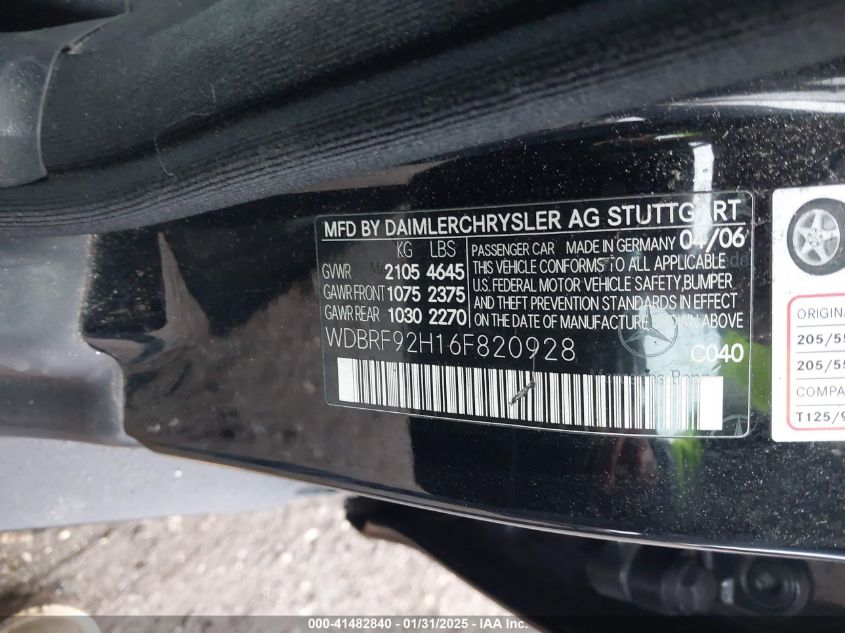 MFD BY DAIMLERCHRYSLER AG STUTTGART
KG LBS
GVWR 2105 4645
GAWR FRONT 1075 2375
GAWR REAR 1030 2270
PASSENGER CAR MADE IN GERMANY 04/06
THIS VEHICLE CONFORMS TO ALL APPLICABLE
U.S. FEDERAL MOTOR VEHICLE SAFETY, BUMPER
AND THEFT PREVENTION STANDARDS IN EFFECT
ON THE DATE OF MANUFACTURE SHOWN ABOVE
WDBRF92H16F820928
C040
ORIGINA
205/55
205/55
COMPA
T125/9
000-41482840 | 01/31/2025 | IAAI.COM